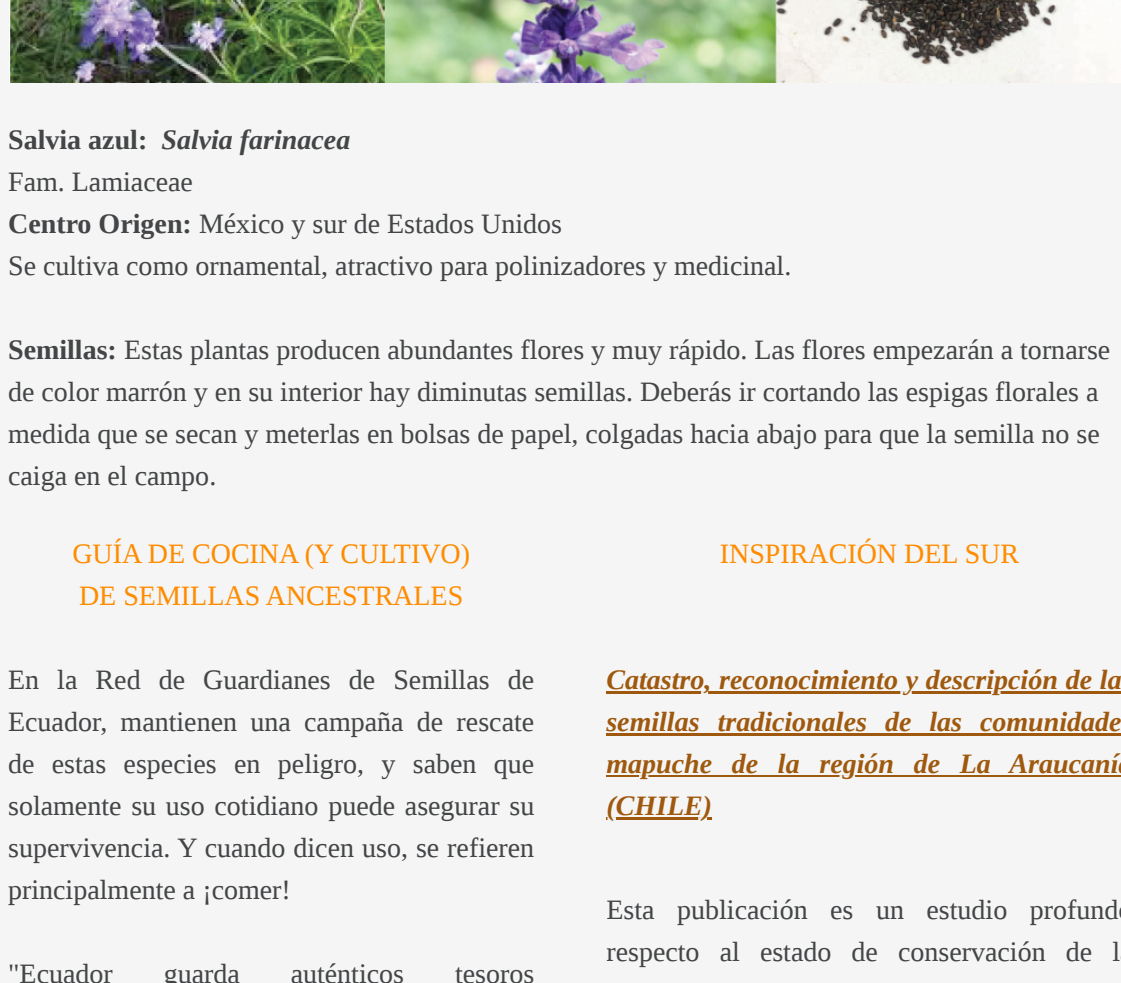 Salvia azul: Salvia farinacea
Fam. Lamiaceae
Centro Origen: México y sur de Estados Unidos
Se cultiva como ornamental, atractivo para polinizadores y medicinal.
Semillas: Estas plantas producen abundantes flores y muy rápido. Las flores empezarán a tornarse
de color marrón y en su interior hay diminutas semillas. Deberás ir cortando las espigas florales a
medida que se secan y meterlas en bolsas de papel, colgadas hacia abajo para que la semilla no se
caiga en el campo.
GUÍA DE COCINA (Y CULTIVO)
DE SEMILLAS ANCESTRALES
En la Red de Guardianes de Semillas de
Ecuador, mantienen una campaña de rescate
de estas especies en peligro, y saben que
solamente su uso cotidiano puede asegurar su
supervivencia. Y cuando dicen uso, se refieren
principalmente a ¡comer!
"Ecuador guarda auténticos tesoros
INSPIRACIÓN DEL SUR
Catastro, reconocimiento y descripción de la
semillas tradicionales de las comunidade
mapuche de la región de La Araucaní
(CHILE)
Esta publicación es un estudio profund
respecto al estado de conservación de l